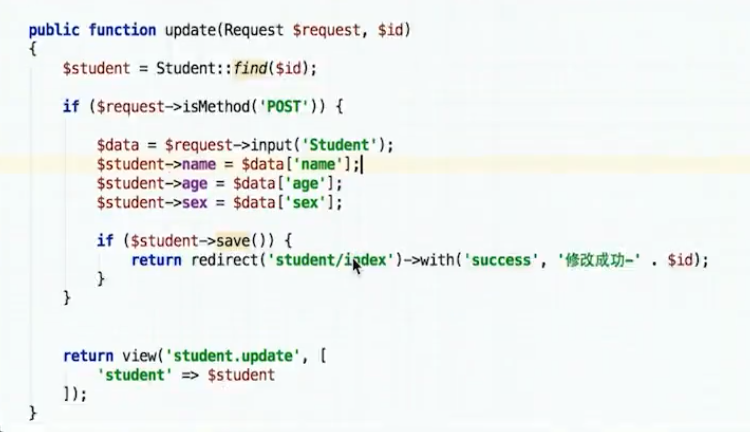 public function update(Request $request, $id)
{
$student = Student::find($id);
if ($request->isMethod('POST')) {
$data = $request->input('Student');
$student->name = $data['name'];
$student->age = $data['age'];
$student->sex = $data['sex'];
if ($student->save()) {
return redirect('student/index')->with('success', '修改成功-' . $id);
}
}
return view('student.update', [
'student' => $student
]);
}